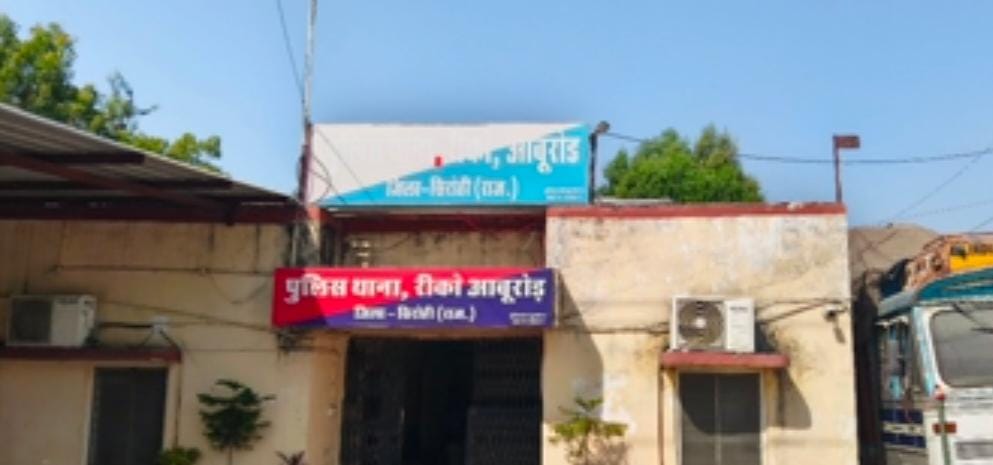 आबूरोड
जिला-सिरोही (राज.)
पुलिस थाना, रीको आबूरोड़
जिला - सिरोही (राज.)